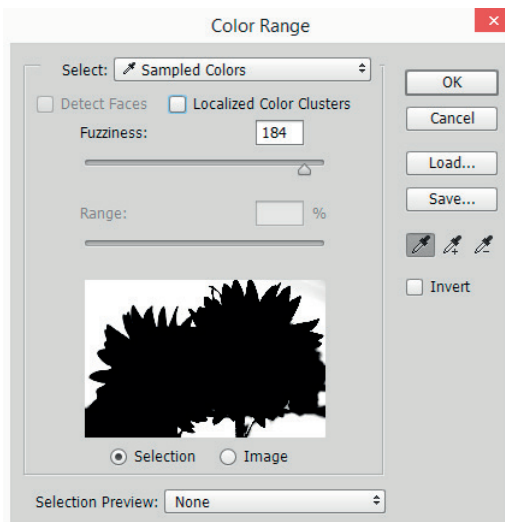 Color Range
Select: Sampled Colors
Detect Faces Localized Color Clusters
Fuzziness: 184
Range: %
Selection Image
Selection Preview: None
OK
Cancel
Load...
Save...
Invert